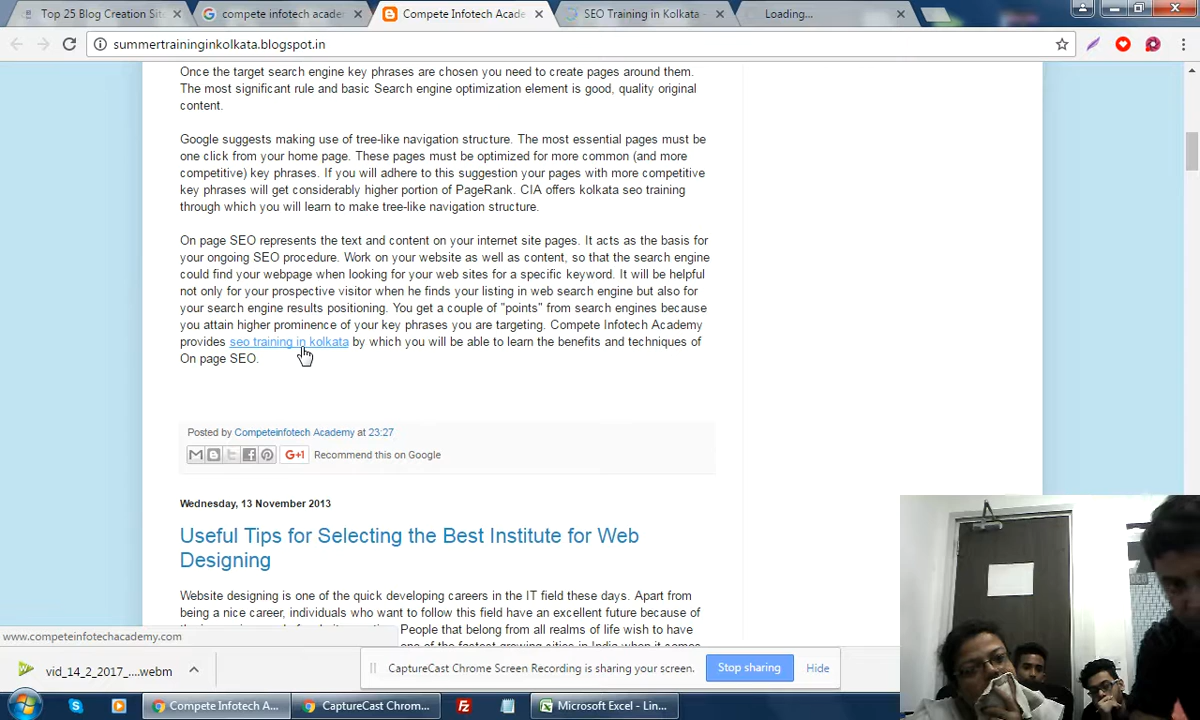 Top 25 Blog Creation Sit
compete infotech acade
Compete Infotech Acade
SEO Training in Kolkata -
Loading...
summertraininginkolkata.blogspot.in
Once the target search engine key phrases are chosen you need to create pages around them.
The most significant rule and basic Search engine optimization element is good, quality original
content.
Google suggests making use of tree-like navigation structure. The most essential pages must be
one click from your home page. These pages must be optimized for more common (and more
competitive) key phrases. If you will adhere to this suggestion your pages with more competitive
key phrases will get considerably higher portion of PageRank. CIA offers kolkata seo training
through which you will learn to make tree-like navigation structure.
On page SEO represents the text and content on your internet site pages. It acts as the basis for
your ongoing SEO procedure. Work on your website as well as content, so that the search engine
could find your webpage when looking for your web sites for a specific keyword. It will be helpful
not only for your prospective visitor when he finds your listing in web search engine but also for
your search engine results positioning. You get a couple of "points" from search engines because
you attain higher prominence of your key phrases you are targeting. Compete Infotech Academy
provides seo training in kolkata by which you will be able to learn the benefits and techniques of
On page SEO.
Posted by Competeinfotech Academy at 23:27
G+1 Recommend this on Google
Wednesday, 13 November 2013
Useful Tips for Selecting the Best Institute for Web
Designing
Website designing is one of the quick developing careers in the IT field these days. Apart from
being a nice career, individuals who want to follow this field have an excellent future because of
People that belong from all realms of life wish to have
www.competeinfotechacademy.com
vid_14_2_2017_....webm
CaptureCast Chrome Screen Recording is sharing your screen.
Stop sharing
Hide
Compete Infotech A...
CaptureCast Chrom...
Microsoft Excel - Lin...